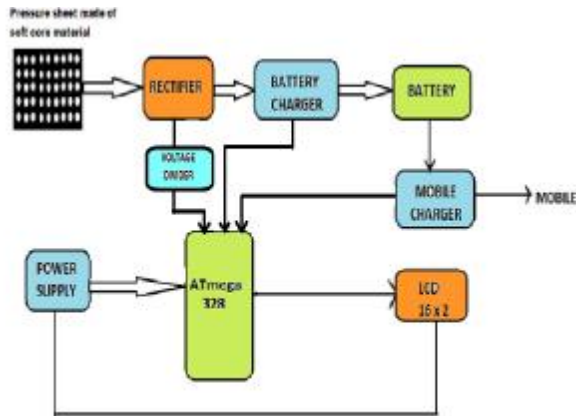 Pressure sheet made of
soft core material
RECTIFIER
BATTERY
CHARGER
BATTERY
VOLTAGE
DIVIDER
MOBILE
CHARGER
MOBILE
POWER
SUPPLY
ATmega
328
LCD
16 x 2